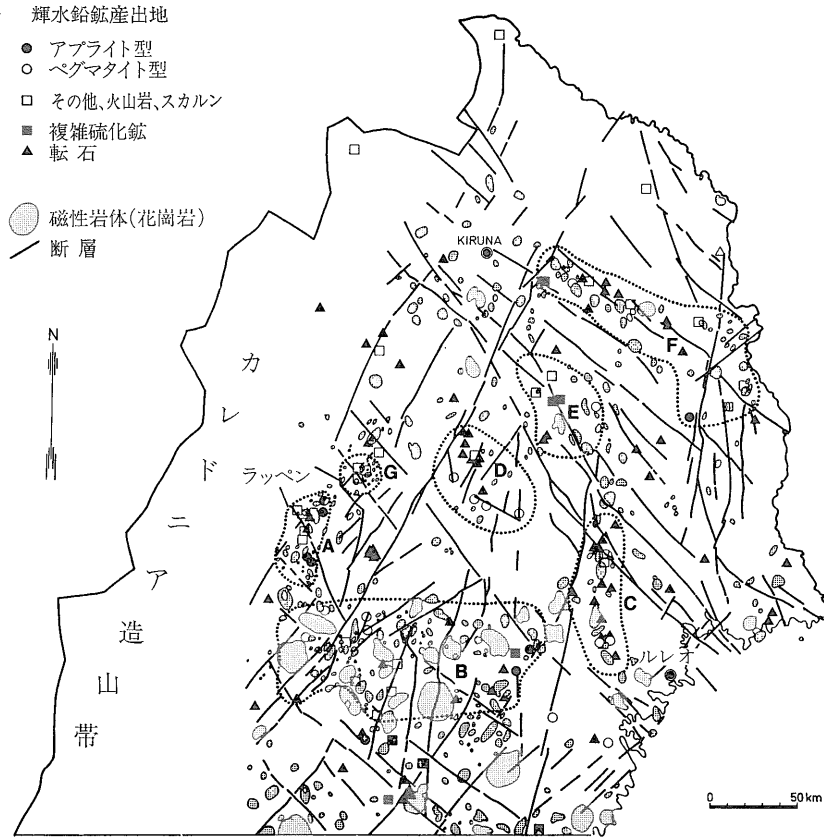 輝水鉛鉱産出地
アプライト型
ペグマタイト型
その他、火山岩、スカルン
複雑硫化鉱
転石
磁性岩体(花崗岩)
断層
KIRUNA
N
F
カレドニア造山帯
E
ラッペン
G
D
A
C
B
ルレオ
0 50km